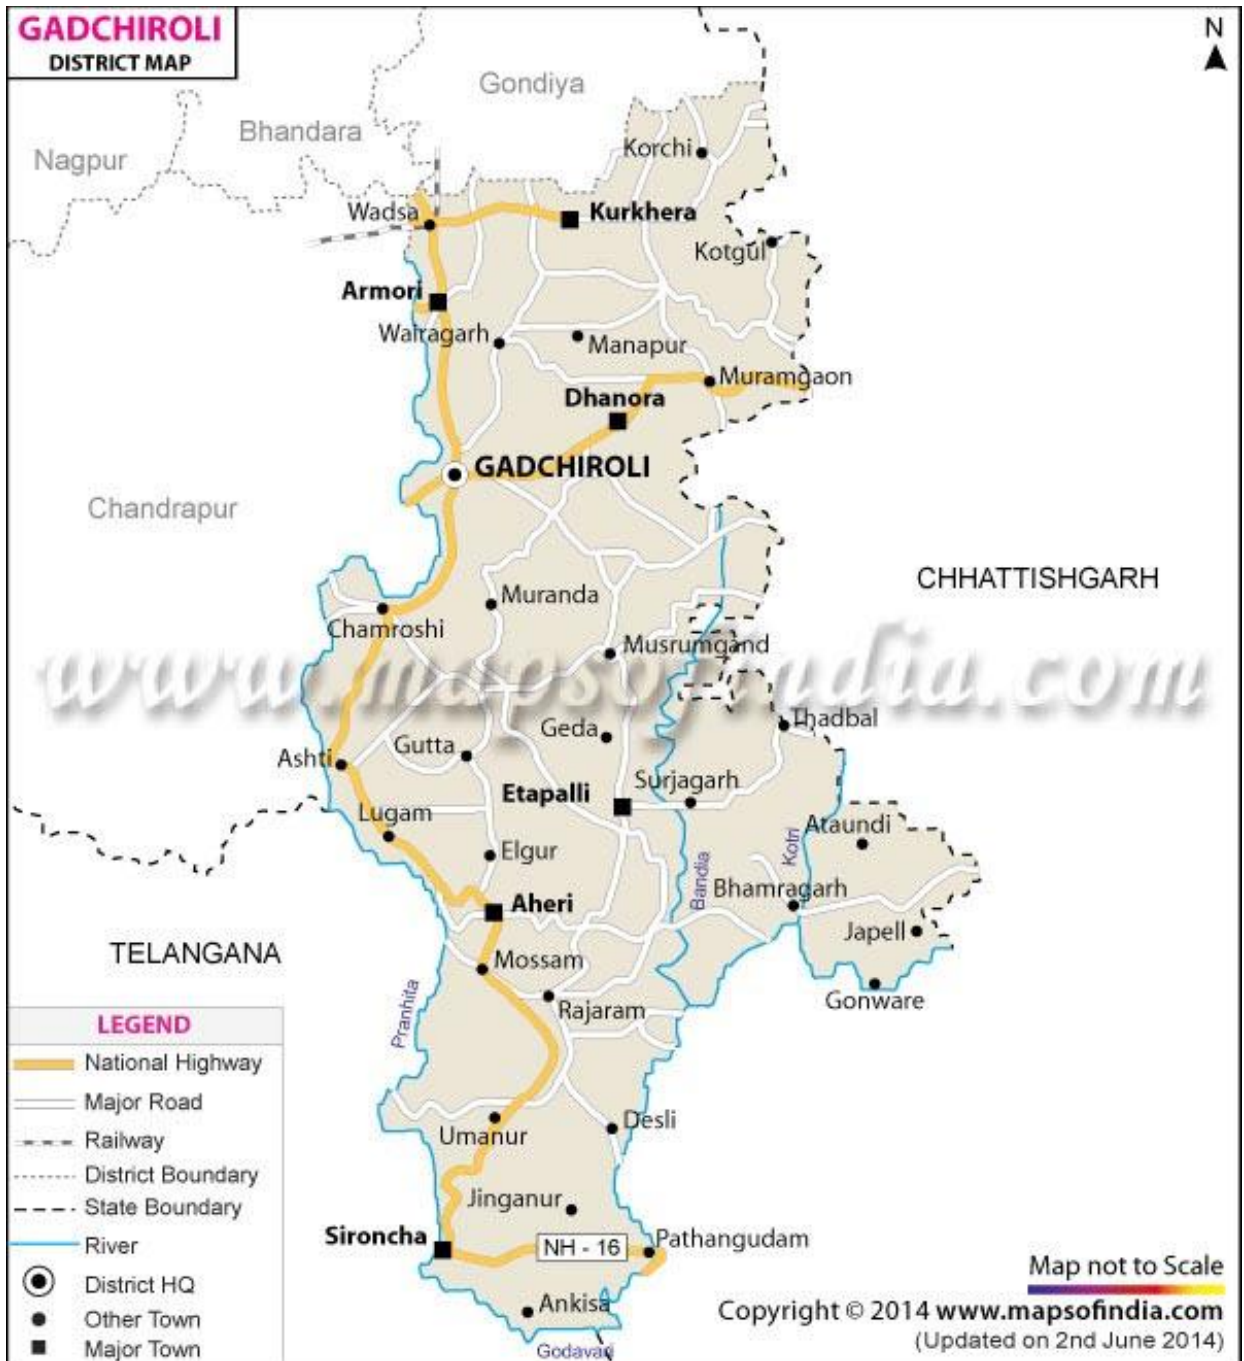 GADCHIROLI
DISTRICT MAP
N
Gondiya
Bhandara
Nagpur
Korchi
Wadsa
Kurkhera
Kotgul
Armori
Wairagarh
Manapur
Muramgaon
Dhanora
GADCHIROLI
Chandrapur
CHHATTISHGARH
Muranda
Chamroshi
Musrumgand
www.mapsofindia.com
Thadbal
Geda
Gutta
Ashti
Surjagarh
Etapalli
Lugam
Ataundi
Kotri
Elgur
Bandia
Bhamragarh
Aheri
Japell
TELANGANA
Mossam
Gonware
Rajaram
Pranhita
LEGEND
National Highway
Major Road
Railway
District Boundary
State Boundary
River
District HQ
Other Town
Major Town
Umanur
Desli
Jinganur
Sironcha
NH - 16
Pathangudam
Ankisa
Godavari
Map not to Scale
Copyright © 2014 www.mapsofindia.com
(Updated on 2nd June 2014)